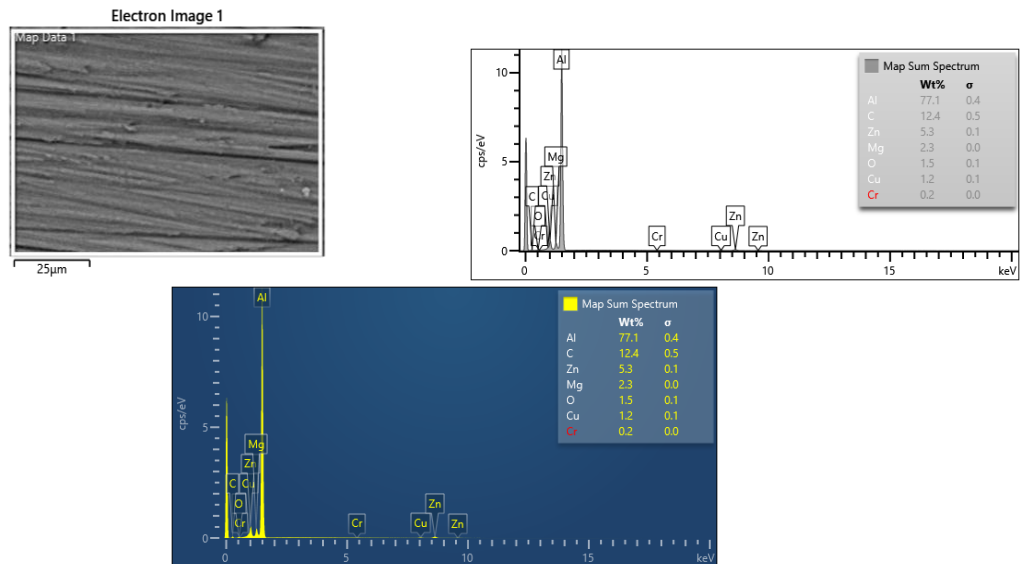 Electron Image 1
Map Data 1
25µm
cps/eV
10
5
0
Al
Mg
Zn
C
Cu
O
Cr
Cr
Cu
Zn
Zn
0
5
10
15
keV
Map Sum Spectrum
Wt% σ
Al 77.1 0.4
C 12.4 0.5
Zn 5.3 0.1
Mg 2.3 0.0
O 1.5 0.1
Cu 1.2 0.1
Cr 0.2 0.0
cps/eV
10
5
0
Al
Mg
Zn
C
O
Cr
Cr
Cu
Zn
Zn
0
5
10
15
keV
Map Sum Spectrum
Wt% σ
Al 77.1 0.4
C 12.4 0.5
Zn 5.3 0.1
Mg 2.3 0.0
O 1.5 0.1
Cu 1.2 0.1
Cr 0.2 0.0